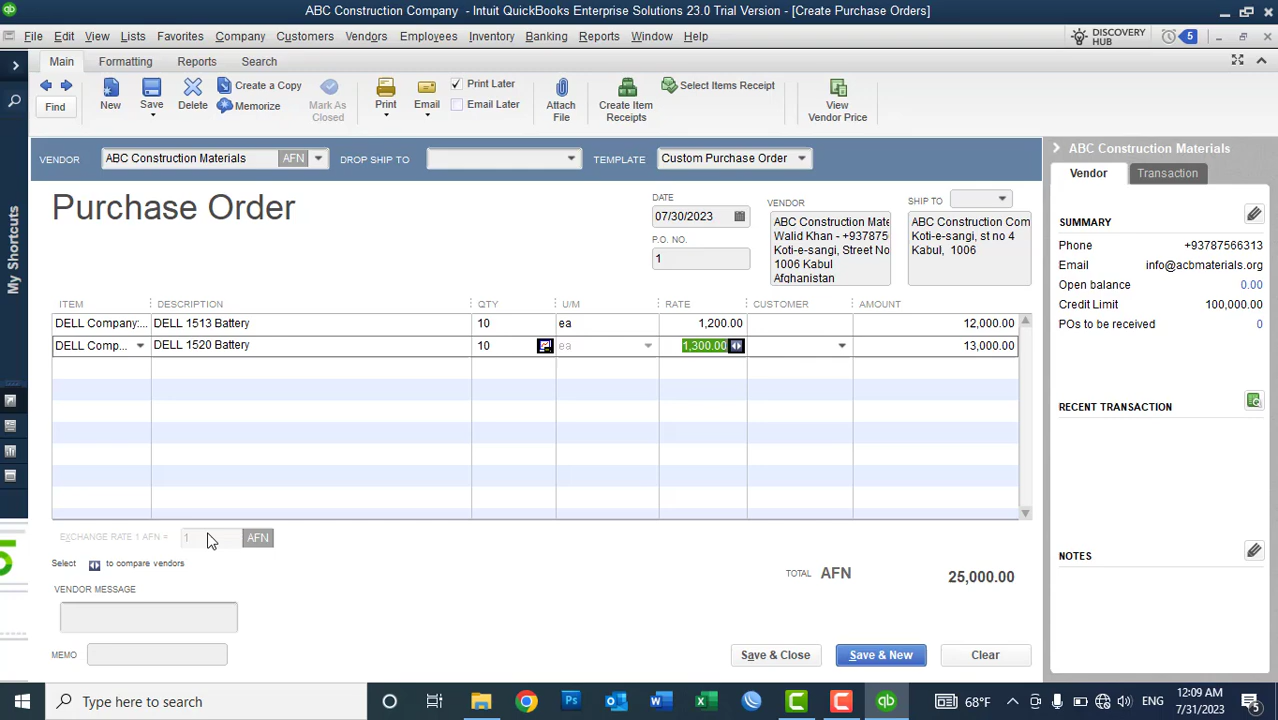 ABC Construction Company - Intuit QuickBooks Enterprise Solutions 23.0 Trial Version - [Create Purchase Orders]
File Edit View Lists Favorites Company Customers Vendors Employees Inventory Banking Reports Window Help DISCOVERY HUB 5
Main Formatting Reports Search
Find New Save Delete Create a Copy Memorize Mark As Closed Print Email Print Later Email Later Attach File Create Item Receipts Select Items Receipt View Vendor Price
VENDOR ABC Construction Materials AFN DROP SHIP TO TEMPLATE Custom Purchase Order
Purchase Order
DATE
07/30/2023
P.O. NO.
1
VENDOR
ABC Construction Mate
Walid Khan - +937875
Koti-e-sangi, Street No
1006 Kabul
Afghanistan
SHIP TO
ABC Construction Com
Koti-e-sangi, st no 4
Kabul, 1006
ITEM DESCRIPTION QTY U/M RATE CUSTOMER AMOUNT
DELL Company:... DELL 1513 Battery 10 ea 1,200.00 12,000.00
DELL Comp... DELL 1520 Battery 10 ea 1,300.00 13,000.00
EXCHANGE RATE 1 AFN = 1 AFN
Select to compare vendors
TOTAL AFN 25,000.00
VENDOR MESSAGE
MEMO
Save & Close Save & New Clear
ABC Construction Materials
Vendor Transaction
SUMMARY
Phone +93787566313
Email info@acbmaterials.org
Open balance 0.00
Credit Limit 100,000.00
POs to be received 0
RECENT TRANSACTION
NOTES
My Shortcuts
Type here to search
68°F ENG 12:09 AM
7/31/2023 5